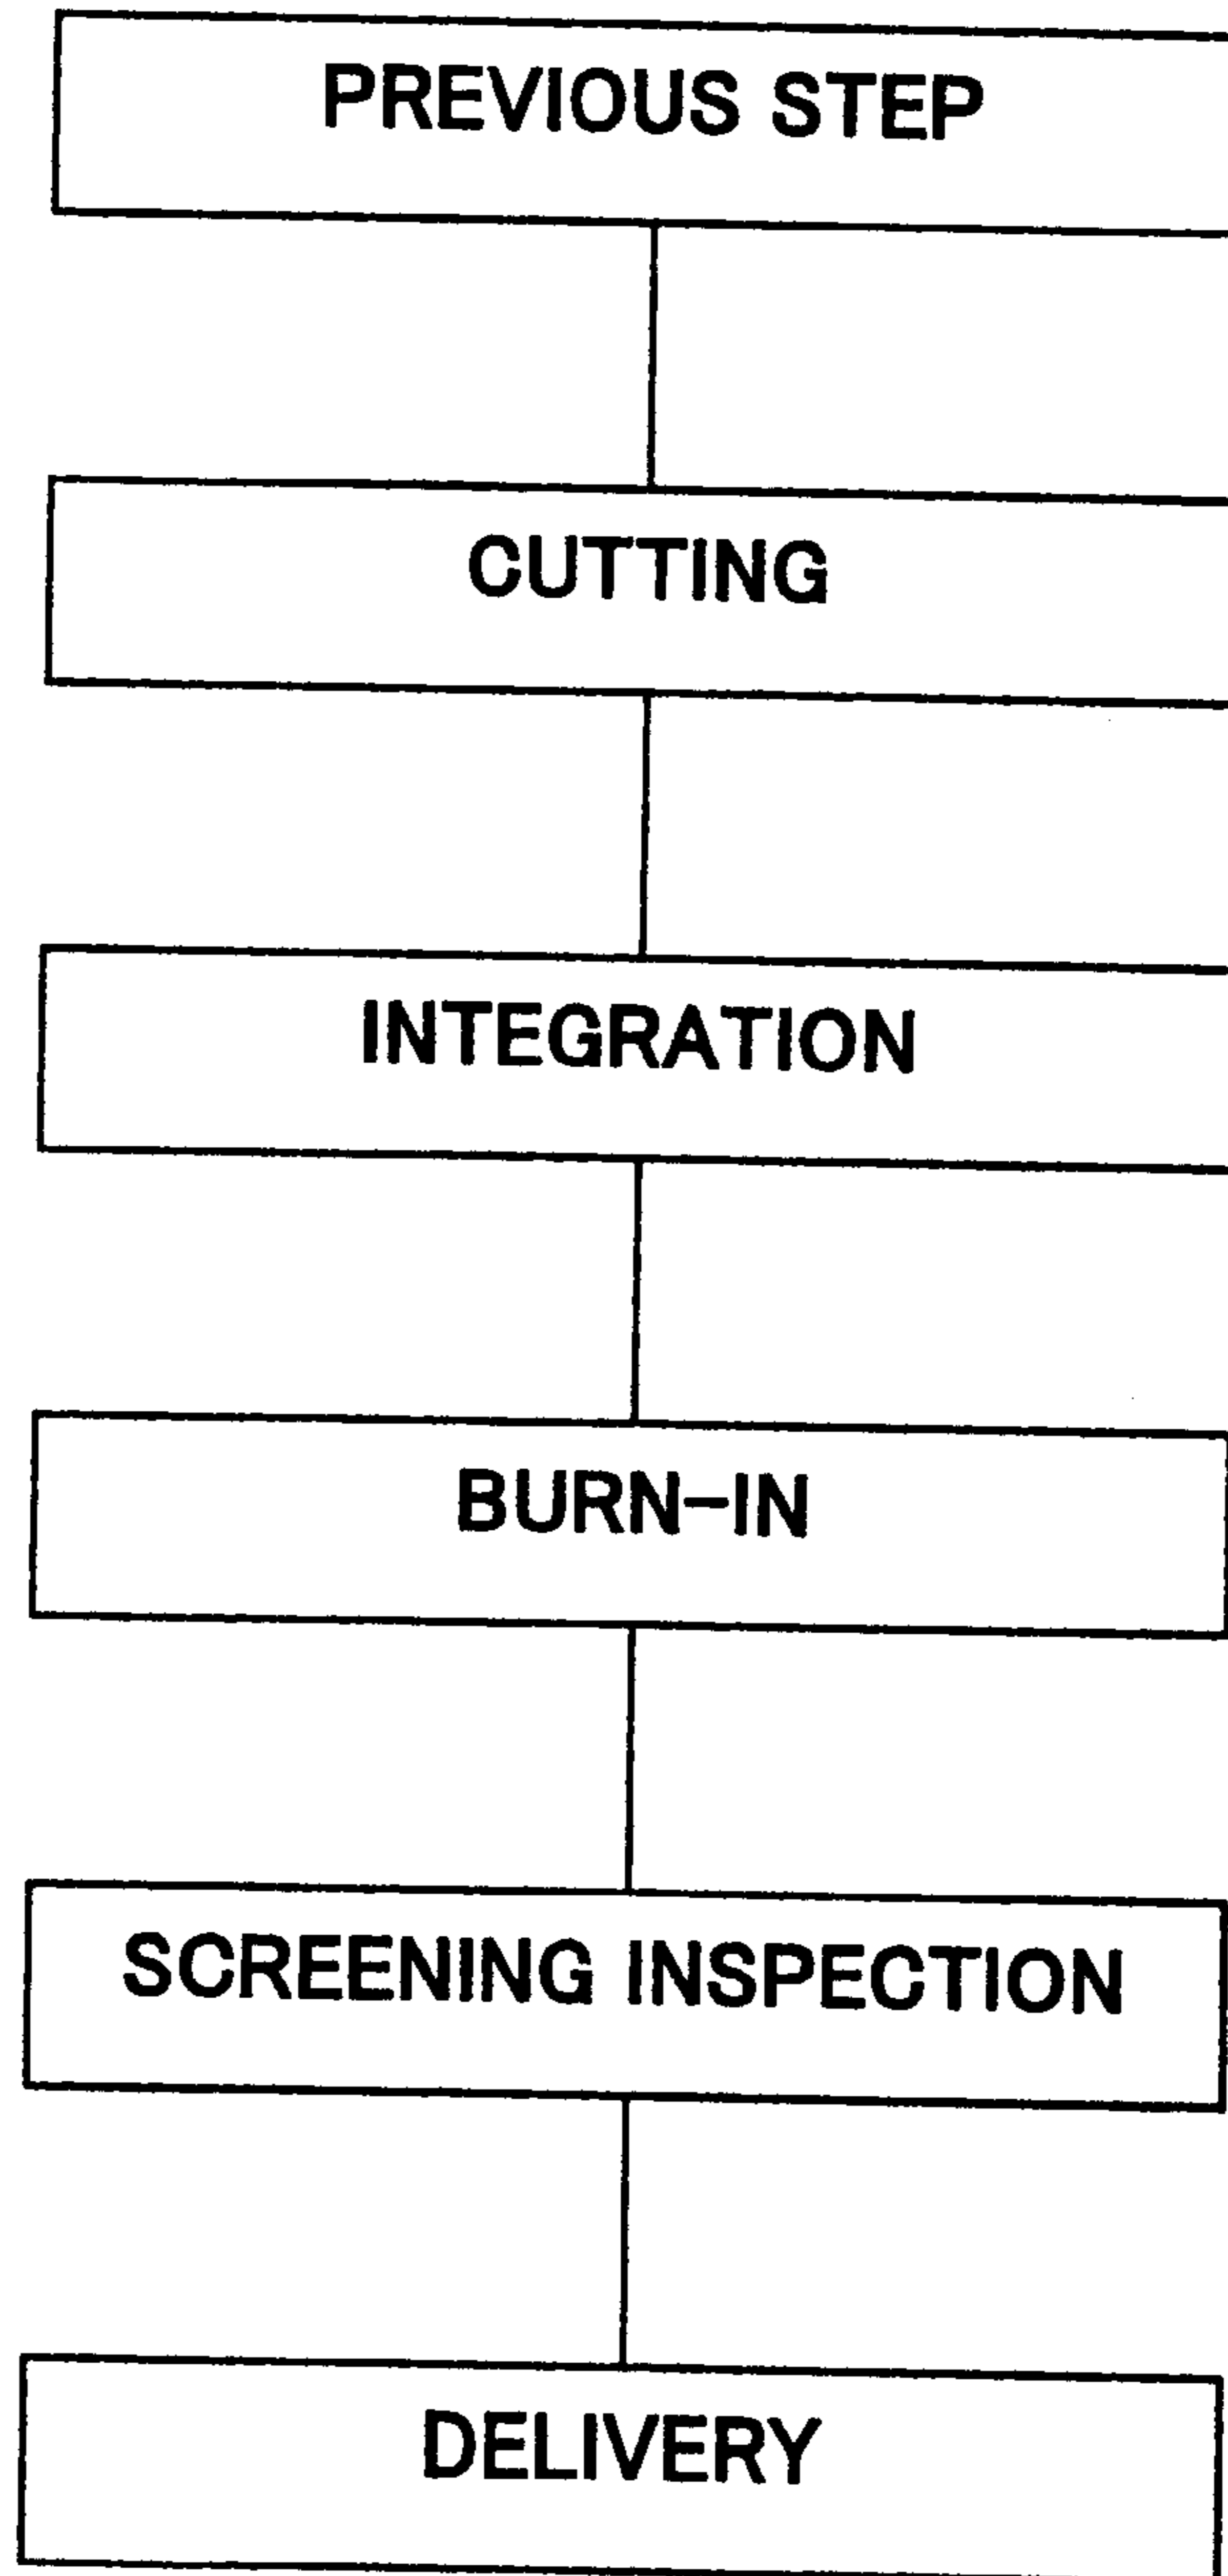 PREVIOUS STEP
CUTTING
INTEGRATION
BURN-IN
SCREENING INSPECTION
DELIVERY